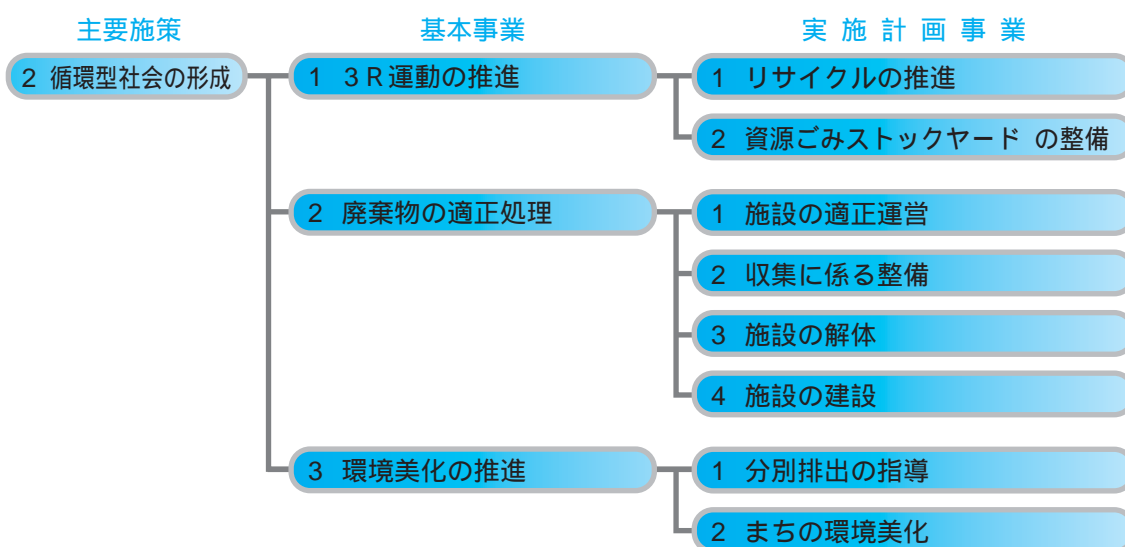 主要施策 基本事業 実施計画事業
2 循環型社会の形成 1 3R運動の推進 1 リサイクルの推進
2 資源ごみストックヤード の整備
2 廃棄物の適正処理 1 施設の適正運営
2 収集に係る整備
3 施設の解体
4 施設の建設
3 環境美化の推進 1 分別排出の指導
2 まちの環境美化